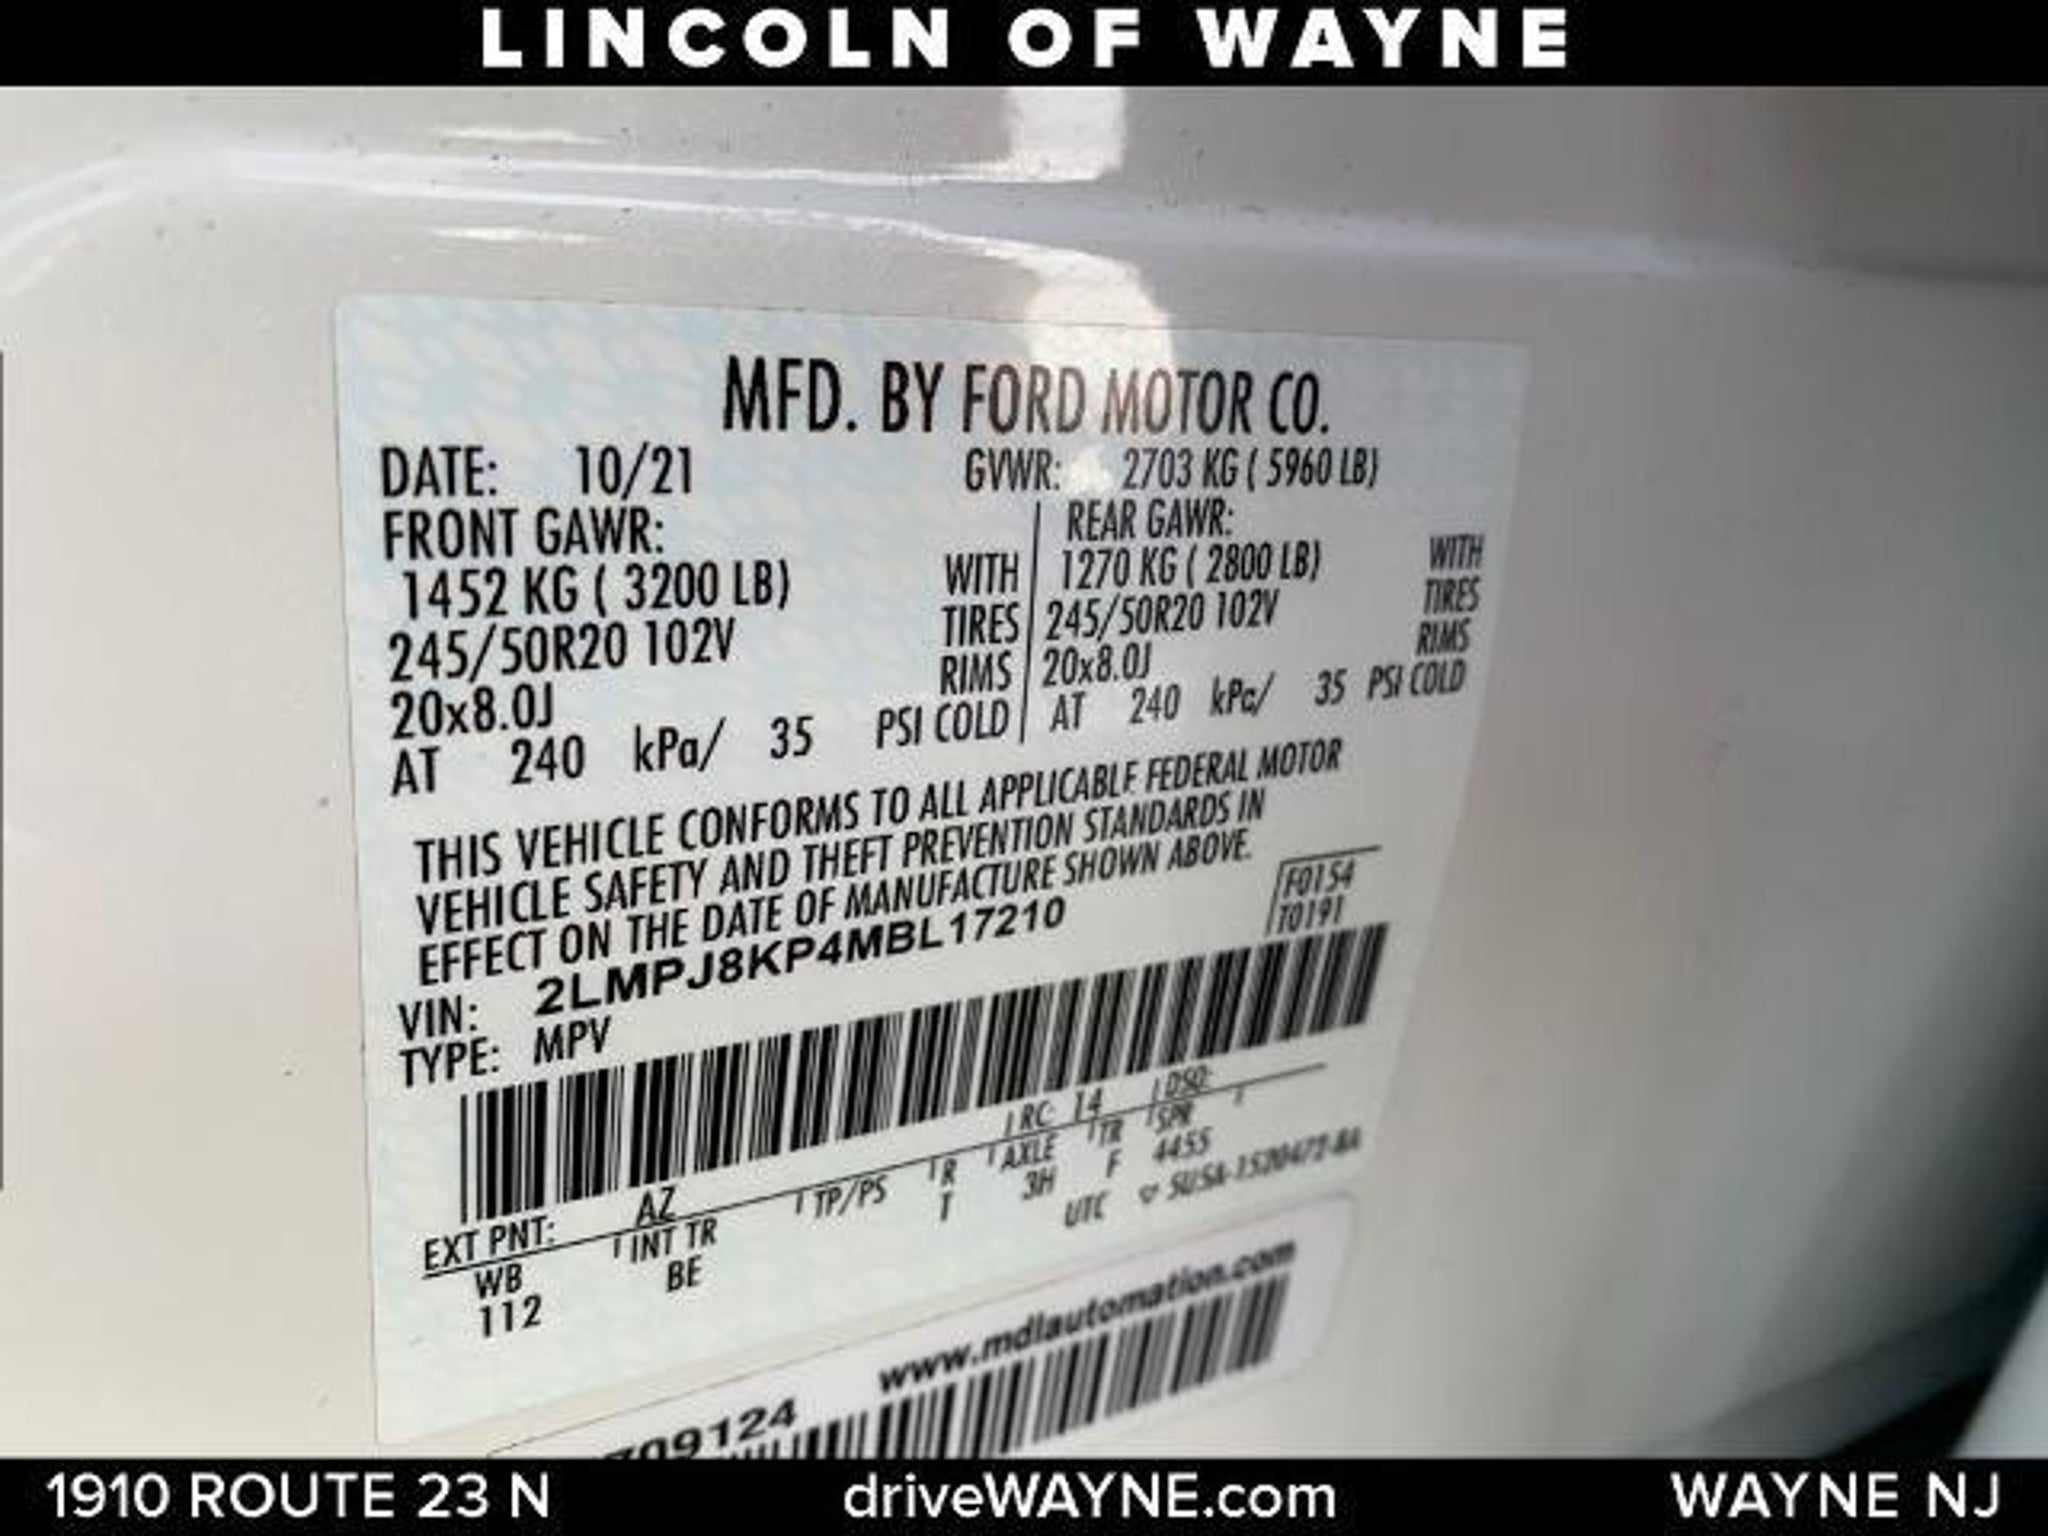 LINCOLN OF WAYNE
MFD. BY FORD MOTOR CO.
DATE: 10/21 GVWR: 2703 KG ( 5960 LB)
FRONT GAWR: REAR GAWR:
1452 KG ( 3200 LB) WITH 1270 KG ( 2800 LB) WITH
245/50R20 102V TIRES 245/50R20 102V TIRES
20x8.0J RIMS 20x8.0J RIMS
AT 240 kPa/ 35 PSI COLD AT 240 kPa/ 35 PSI COLD
THIS VEHICLE CONFORMS TO ALL APPLICABLE FEDERAL MOTOR
VEHICLE SAFETY AND THEFT PREVENTION STANDARDS IN
EFFECT ON THE DATE OF MANUFACTURE SHOWN ABOVE.
F0154
T0191
VIN: 2LMPJ8KP4MBL17210
TYPE: MPV
EXT PNT: AZ RC: 14 DSO:
WB INT TR TP/PS R AXLE TR SPR
112 BE T 3H F 4455
UTC SUSA-1520472-BA
www.mdlautomation.com
709124
1910 ROUTE 23 N driveWAYNE.com WAYNE NJ